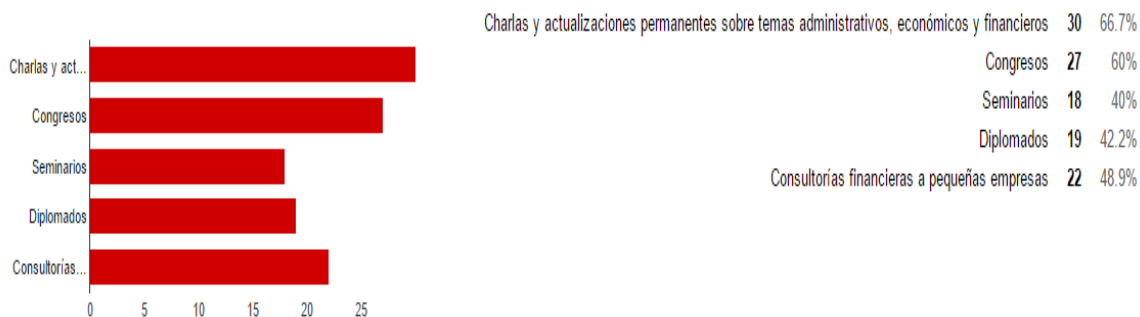 Charlas y act...
Congresos
Seminarios
Diplomados
Consultorías...
0 5 10 15 20 25
Charlas y actualizaciones permanentes sobre temas administrativos, económicos y financieros 30 66.7%
Congresos 27 60%
Seminarios 18 40%
Diplomados 19 42.2%
Consultorías financieras a pequeñas empresas 22 48.9%